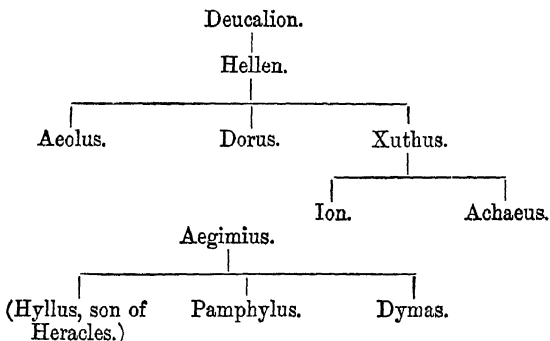 Deucalion.
Hellen.
Aeolus. Dorus. Xuthus.
Ion. Achaeus.
Aegimius.
(Hyllus, son of Pamphylus. Dymas.
Heracles.)